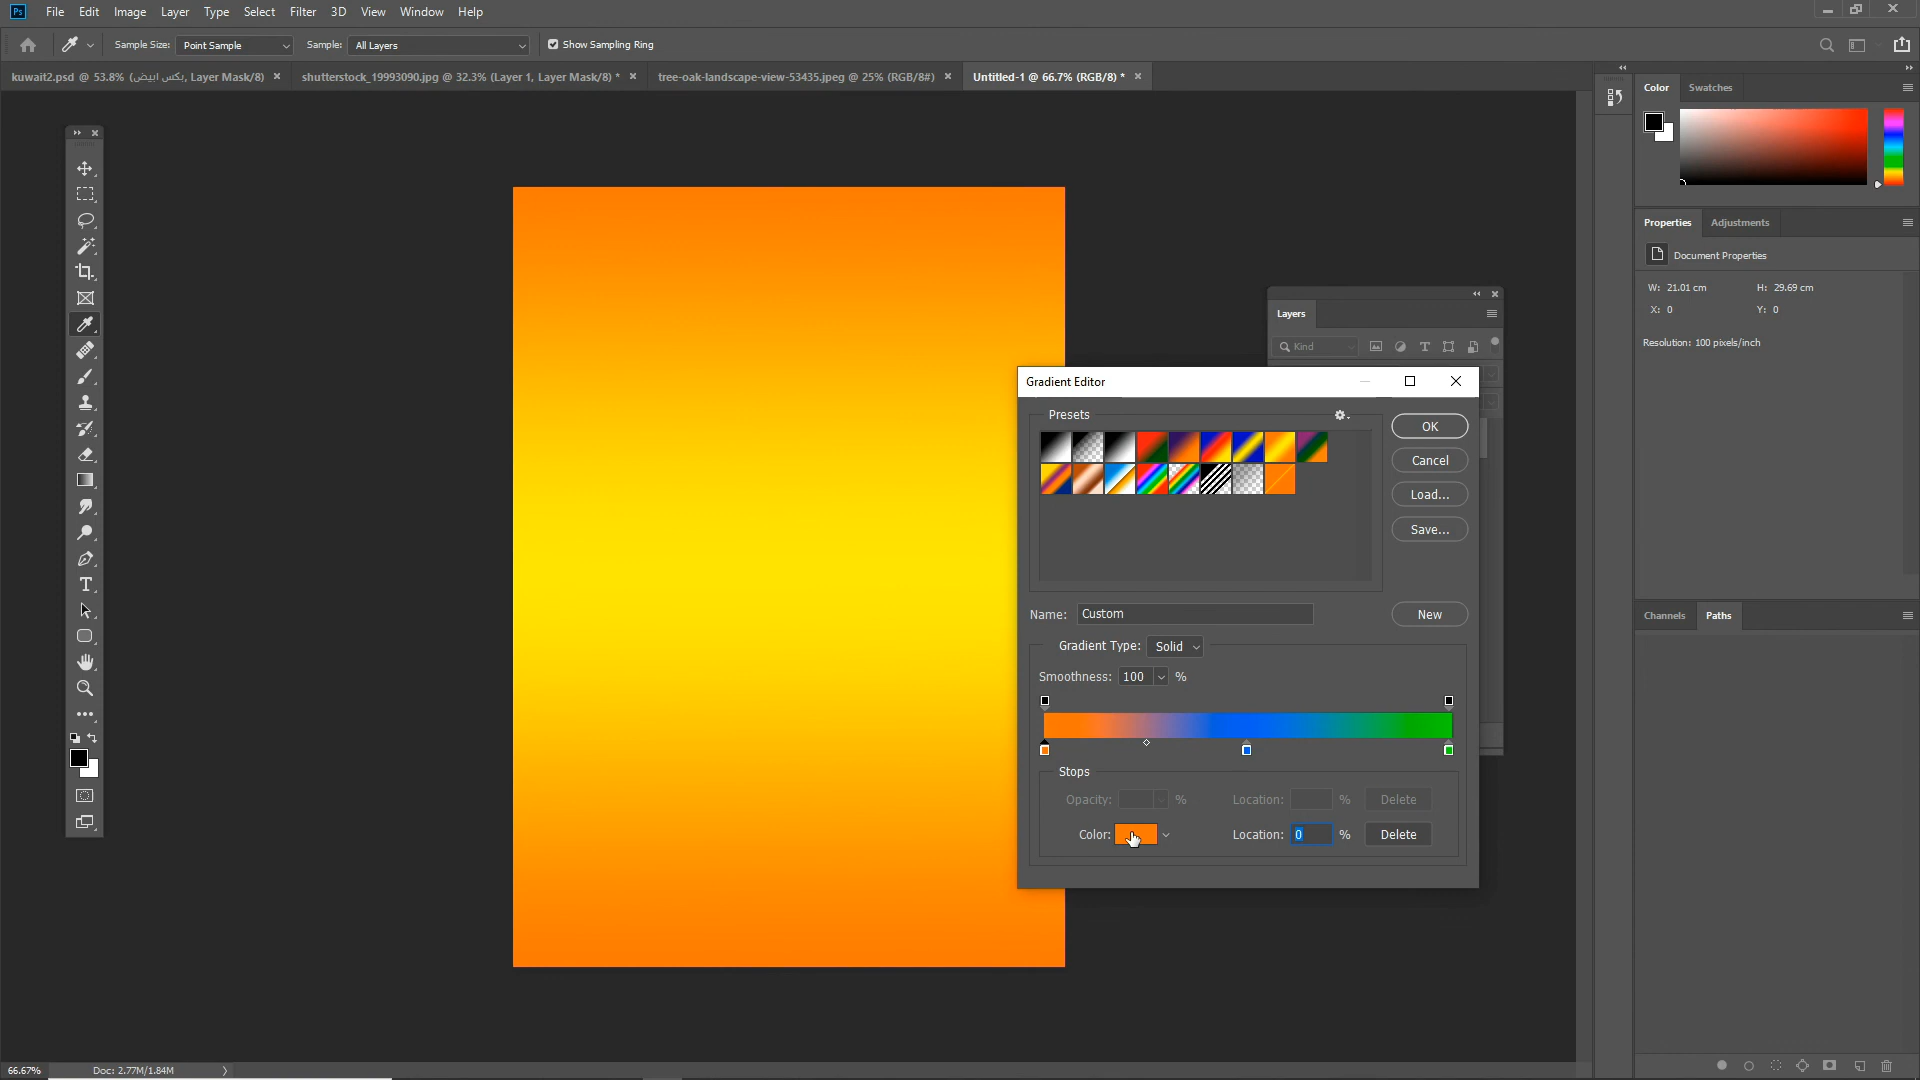 Ps File Edit Image Layer Type Select Filter 3D View Window Help
Sample Size: Point Sample Sample: All Layers Show Sampling Ring
kuwait2.psd @ 53.8% (بكس ابيض, Layer Mask/8) × shutterstock_19993090.jpg @ 32.3% (Layer 1, Layer Mask/8) * × tree-oak-landscape-view-53435.jpeg @ 25% (RGB/8#) × Untitled-1 @ 66.7% (RGB/8) * ×
Color Swatches
Properties Adjustments
Document Properties
W: 21.01 cm H: 29.69 cm
X: 0 Y: 0
Resolution: 100 pixels/inch
Layers
Kind
Gradient Editor
Presets
OK
Cancel
Load...
Save...
Name: Custom New
Gradient Type: Solid
Smoothness: 100 %
Stops
Opacity: % Location: % Delete
Color: Location: 0 % Delete
Channels Paths
66.67% Doc: 2.77M/1.84M